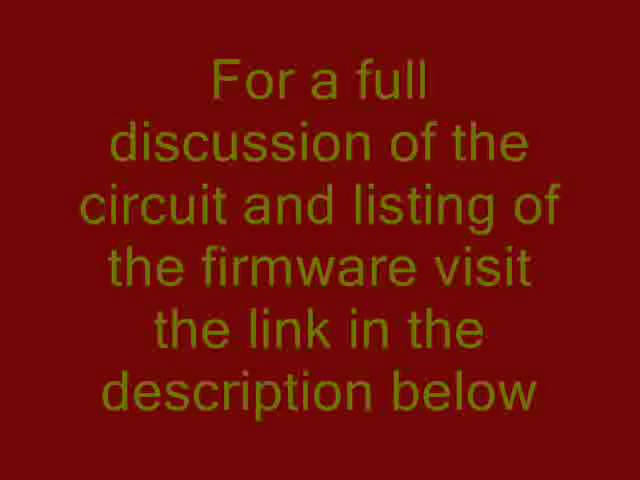 For a full
discussion of the
circuit and listing of
the firmware visit
the link in the
description below